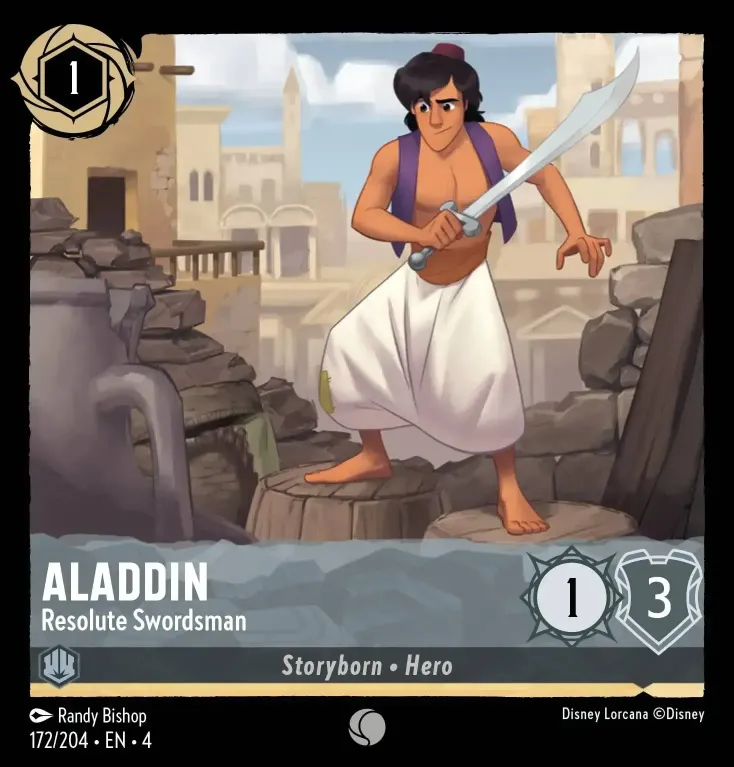 1
ALADDIN
Resolute Swordsman
1
3
Storyborn • Hero
Randy Bishop
Disney Lorcana ©Disney
172/204 • EN • 4